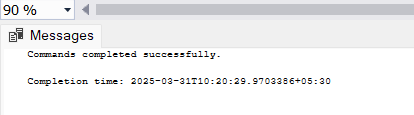 90 %
Messages
Commands completed successfully.
Completion time: 2025-03-31T10:20:29.9703386+05:30